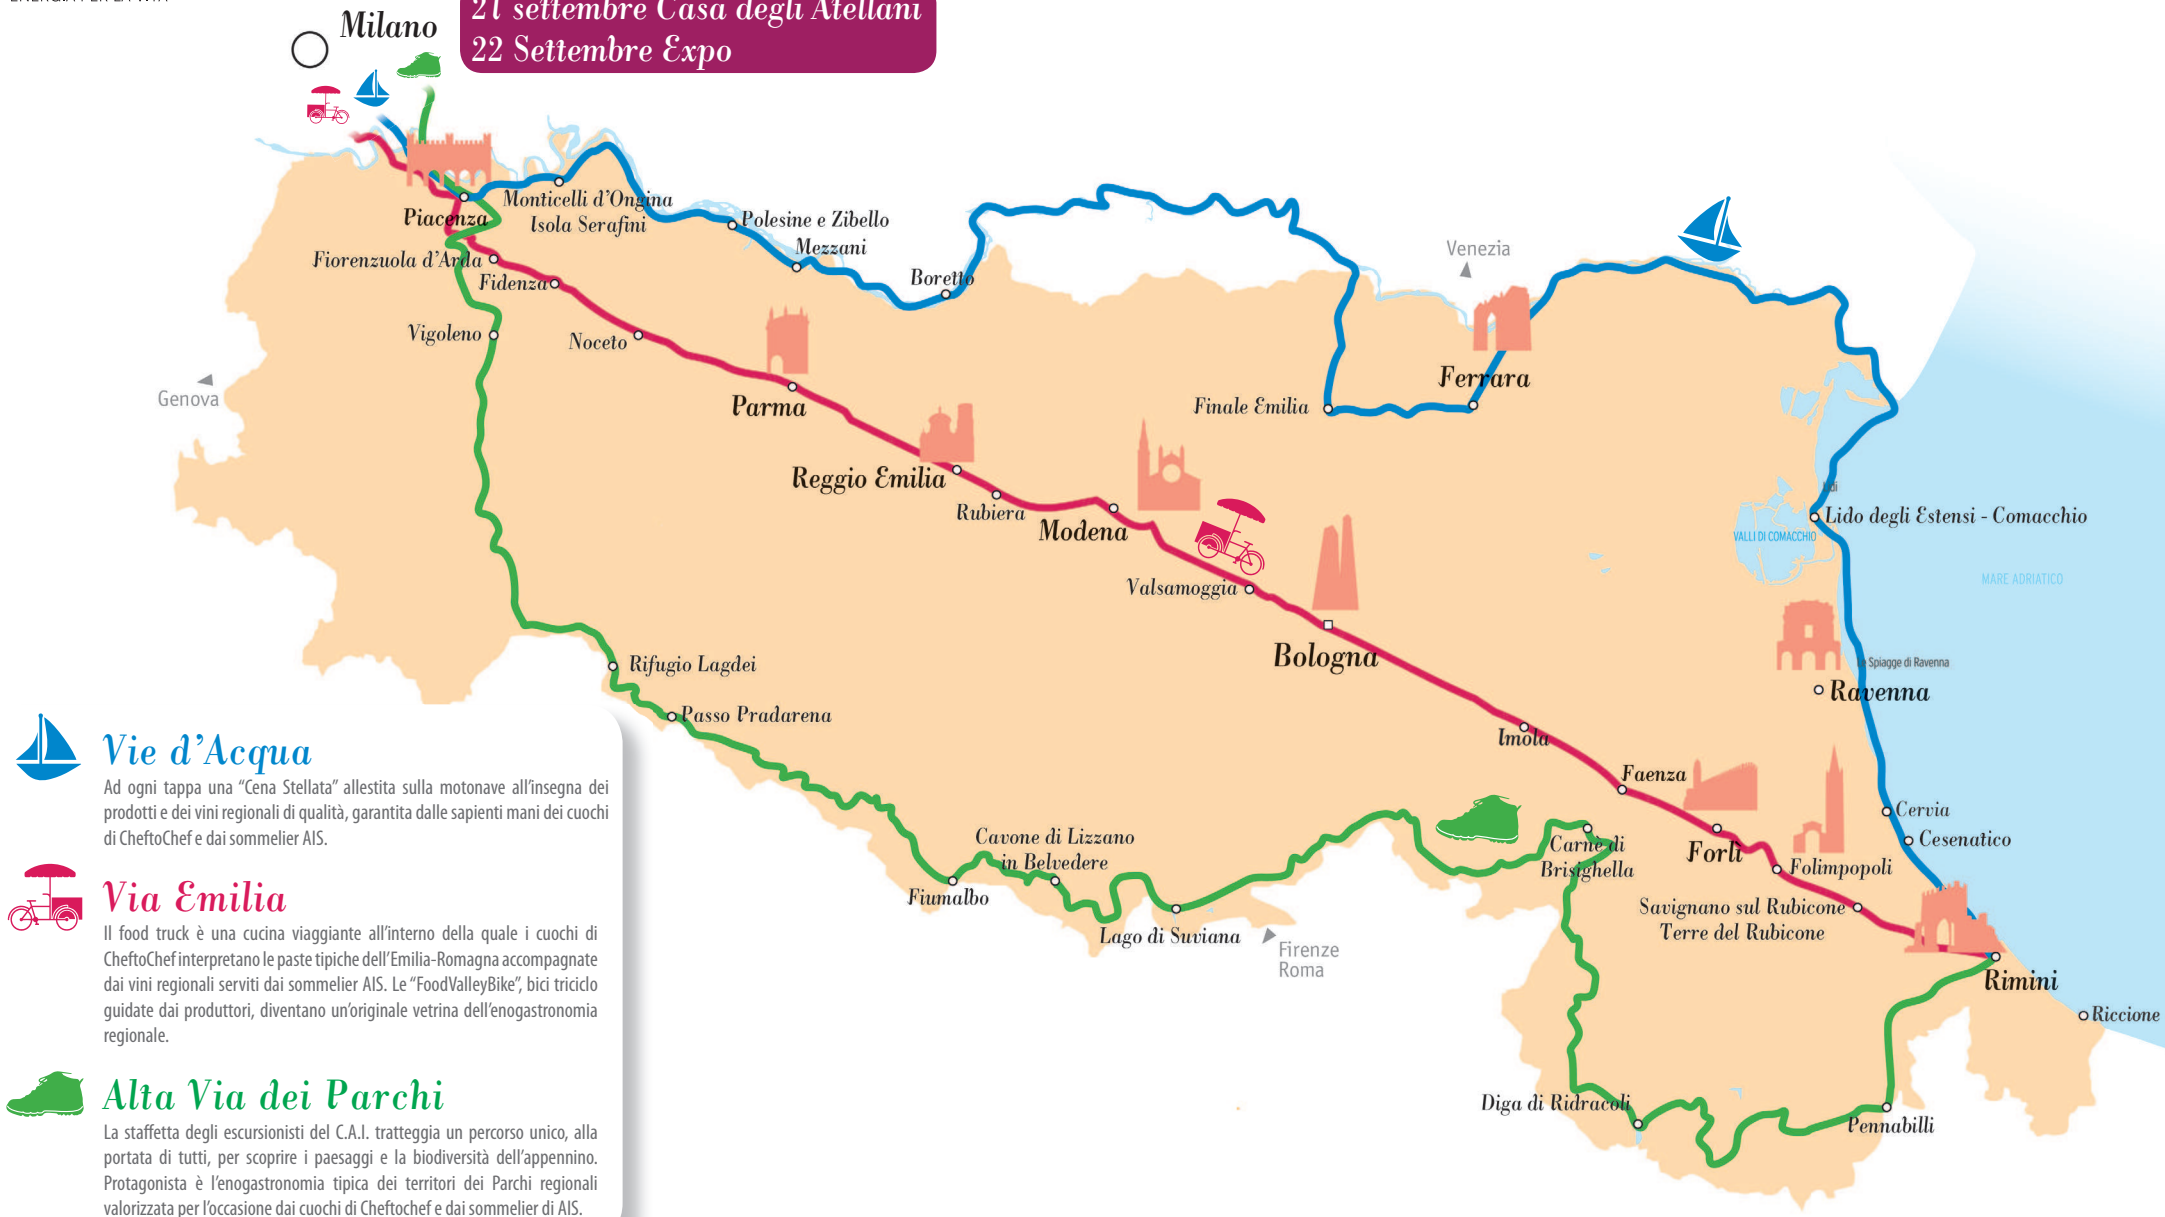 Milano
21 settembre Casa degli Atellani
22 Settembre Expo
Piacenza
Monticelli d'Ongina
Isola Serafini
Polesine e Zibello
Mezzani
Boretto
Fiorenzuola d'Arda
Fidenza
Vigoleno
Noceto
Genova
Parma
Reggio Emilia
Rubiera
Modena
Valsamoggia
Bologna
Venezia
Finale Emilia
Ferrara
Lido degli Estensi - Comacchio
VALLI DI COMACCHIO
MARE ADRIATICO
Spiagge di Ravenna
Ravenna
Rifugio Lagdei
Passo Pradarena
Imola
Faenza
Forlì
Folimpopoli
Cervia
Cesenatico
Savignano sul Rubicone
Terre del Rubicone
Rimini
Riccione
Cavone di Lizzano
in Belvedere
Fiumalbo
Lago di Suviana
Firenze
Roma
Carnè di
Brisighella
Diga di Ridracoli
Pennabilli
Vie d'Acqua
Ad ogni tappa una “Cena Stellata” allestita sulla motonave all'insegna dei
prodotti e dei vini regionali di qualità, garantita dalle sapienti mani dei cuochi
di CheftoChef e dai sommelier AIS.
Via Emilia
Il food truck è una cucina viaggiante all'interno della quale i cuochi di
CheftoChef interpretano le paste tipiche dell'Emilia-Romagna accompagnate
dai vini regionali serviti dai sommelier AIS. Le “FoodValleyBike”, bici triciclo
guidate dai produttori, diventano un'originale vetrina dell'enogastronomia
regionale.
Alta Via dei Parchi
La staffetta degli escursionisti del C.A.I. tratteggia un percorso unico, alla
portata di tutti, per scoprire i paesaggi e la biodiversità dell'appennino.
Protagonista è l'enogastronomia tipica dei territori dei Parchi regionali
valorizzata per l'occasione dai cuochi di Cheftochef e dai sommelier di AIS.